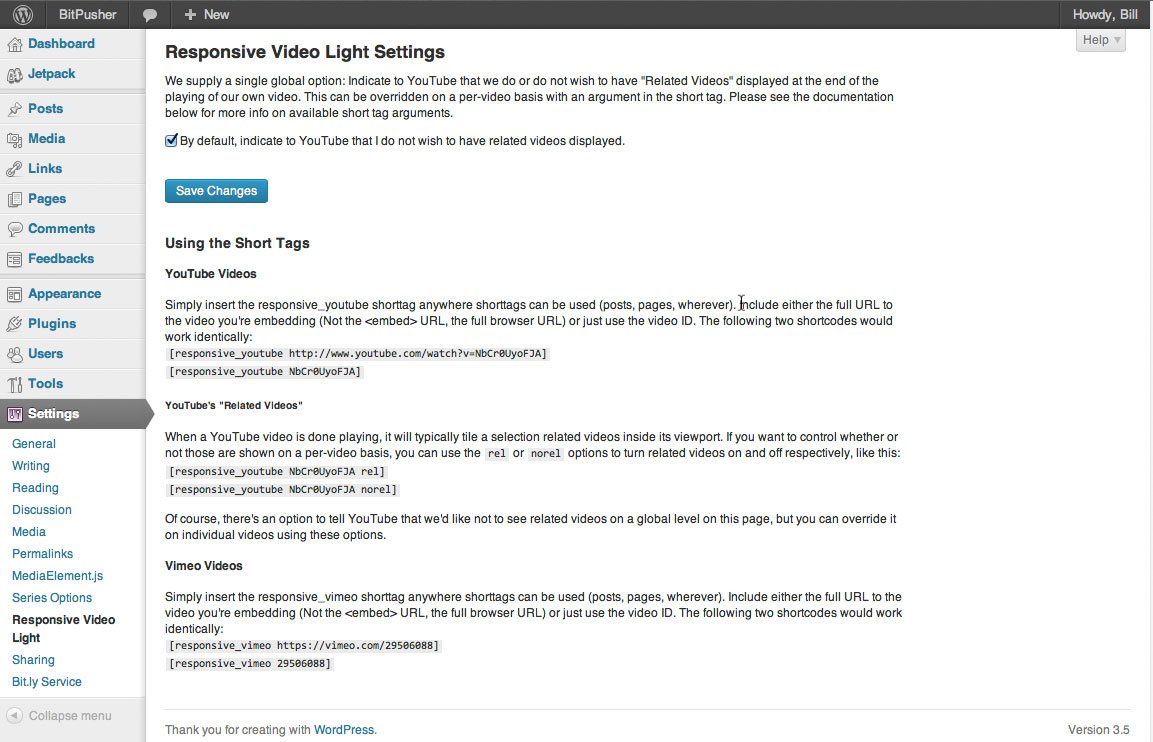 BitPusher
New
Howdy, Bill
Help
Dashboard
Jetpack
Posts
Media
Links
Pages
Comments
Feedbacks
Appearance
Plugins
Users
Tools
Settings
General
Writing
Reading
Discussion
Media
Permalinks
MediaElement.js
Series Options
Responsive Video
Light
Sharing
Bit.ly Service
Collapse menu
Responsive Video Light Settings
We supply a single global option: Indicate to YouTube that we do or do not wish to have "Related Videos" displayed at the end of the
playing of our own video. This can be overridden on a per-video basis with an argument in the short tag. Please see the documentation
below for more info on available short tag arguments.
By default, indicate to YouTube that I do not wish to have related videos displayed.
Save Changes
Using the Short Tags
YouTube Videos
Simply insert the responsive_youtube shorttag anywhere shorttags can be used (posts, pages, wherever). Include either the full URL to
the video you're embedding (Not the <embed> URL, the full browser URL) or just use the video ID. The following two shortcodes would
work identically:
[responsive_youtube http://www.youtube.com/watch?v=NbCr0UyoFJA]
[responsive_youtube NbCr0UyoFJA]
YouTube's "Related Videos"
When a YouTube video is done playing, it will typically tile a selection related videos inside its viewport. If you want to control whether or
not those are shown on a per-video basis, you can use the rel or norel options to turn related videos on and off respectively, like this:
[responsive_youtube NbCr0UyoFJA rel]
[responsive_youtube NbCr0UyoFJA norel]
Of course, there's an option to tell YouTube that we'd like not to see related videos on a global level on this page, but you can override it
on individual videos using these options.
Vimeo Videos
Simply insert the responsive_vimeo shorttag anywhere shorttags can be used (posts, pages, wherever). Include either the full URL to the
video you're embedding (Not the <embed> URL, the full browser URL) or just use the video ID. The following two shortcodes would work
identically:
[responsive_vimeo https://vimeo.com/29506088]
[responsive_vimeo 29506088]
Thank you for creating with WordPress.
Version 3.5